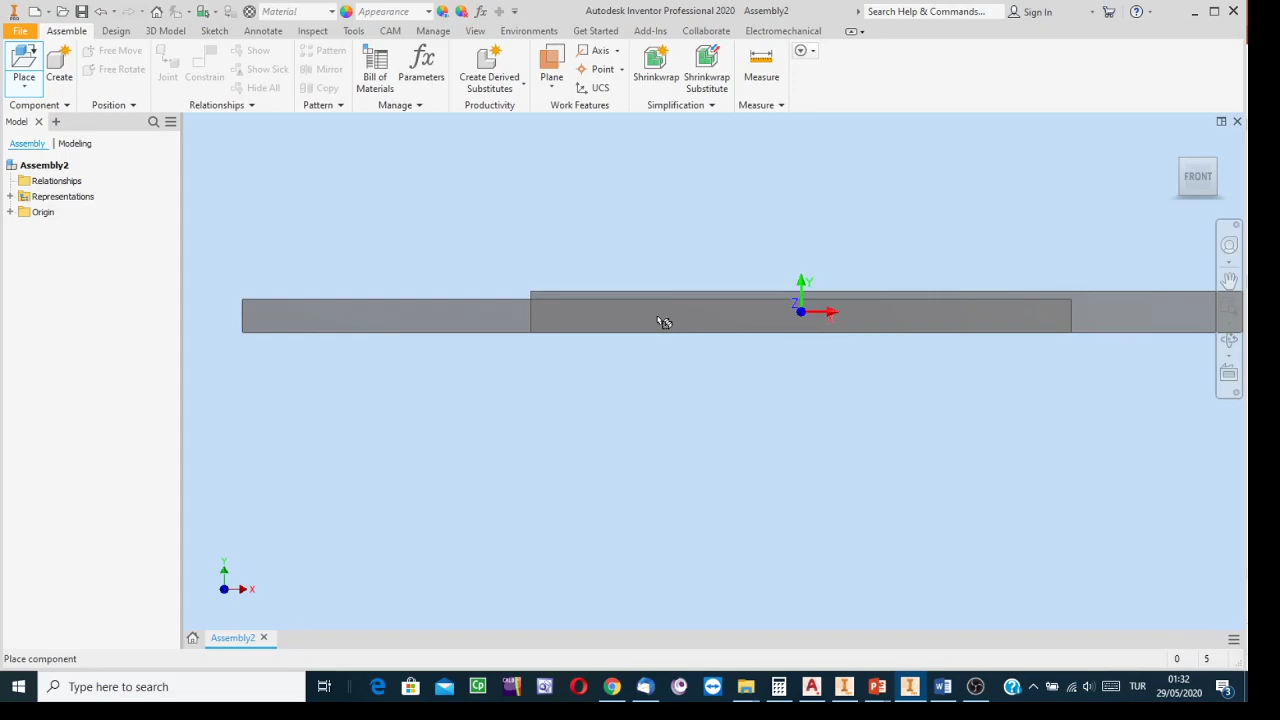 Material
Appearance
Autodesk Inventor Professional 2020 Assembly2
Search Help & Commands...
Sign In
File
Assemble
Design
3D Model
Sketch
Annotate
Inspect
Tools
Manage
View
Environments
Get Started
CAM
Add-Ins
Collaborate
Electromechanical
Place
Create
Free Move
Free Rotate
Joint
Constrain
Show
Show Sick
Hide All
Pattern
Mirror
Copy
Bill of
Materials
Parameters
Create Derived
Substitutes
Plane
Axis
Point
UCS
Shrinkwrap
Shrinkwrap
Substitute
Measure
Component
Position
Relationships
Pattern
Manage
Productivity
Work Features
Simplification
Measure
Model
Assembly
Modeling
Assembly2
Relationships
Representations
Origin
FRONT
Y
Z
X
Y
X
Assembly2
Place component
0
5
Type here to search
TUR
01:32
29/05/2020
3